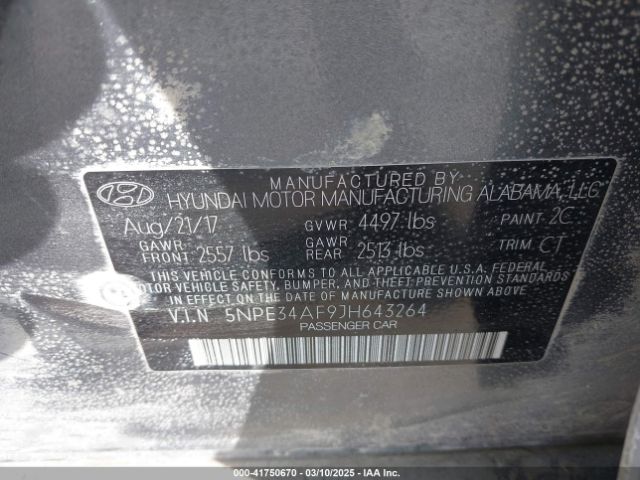 MANUFACTURED BY
HYUNDAI MOTOR MANUFACTURING ALABAMA, LLC
Aug/21/17 GVWR 4497 lbs PAINT 2C
GAWR FRONT 2557 lbs GAWR REAR 2513 lbs TRIM CT
THIS VEHICLE CONFORMS TO ALL APPLICABLE U.S.A. FEDERAL
MOTOR VEHICLE SAFETY, BUMPER, AND THEFT PREVENTION
STANDARDS IN EFFECT ON THE DATE OF MANUFACTURE SHOWN ABOVE.
V.I.N 5NPE34AF9JH643264
PASSENGER CAR
0-41750670 - 03/10/2025 - IAA Inc.